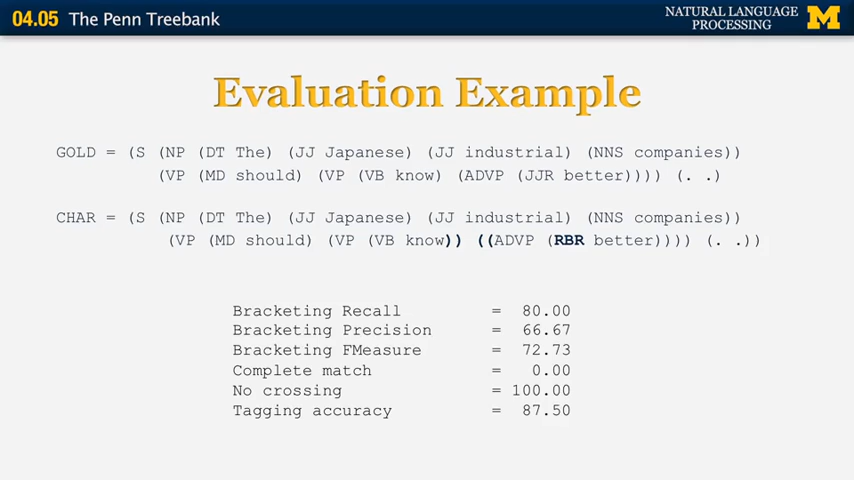 04.05 The Penn Treebank
NATURAL LANGUAGE
PROCESSING
M
Evaluation Example
GOLD = (S (NP (DT The) (JJ Japanese) (JJ industrial) (NNS companies))
(VP (MD should) (VP (VB know) (ADVP (JJR better)))) (. .)
CHAR = (S (NP (DT The) (JJ Japanese) (JJ industrial) (NNS companies))
(VP (MD should) (VP (VB know)) ((ADVP (RBR better)))) (. .))
Bracketing Recall = 80.00
Bracketing Precision = 66.67
Bracketing FMeasure = 72.73
Complete match = 0.00
No crossing = 100.00
Tagging accuracy = 87.50